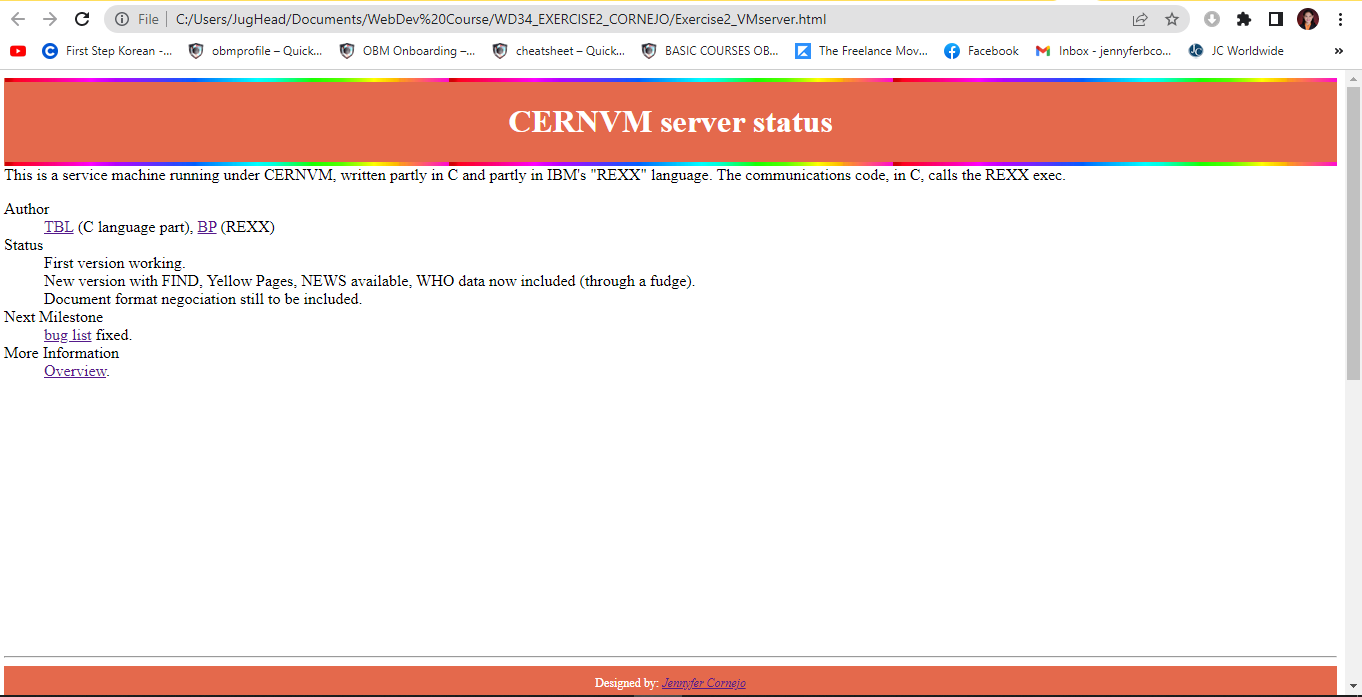 File C:/Users/JugHead/Documents/WebDev%20Course/WD34_EXERCISE2_CORNEJO/Exercise2_VMserver.html
First Step Korean -... obmprofile – Quick... OBM Onboarding –... cheatsheet – Quick... BASIC COURSES OB... The Freelance Mov... Facebook Inbox - jennyferbco... JC Worldwide »
CERNVM server status
This is a service machine running under CERNVM, written partly in C and partly in IBM's "REXX" language. The communications code, in C, calls the REXX exec.
Author
TBL (C language part), BP (REXX)
Status
First version working.
New version with FIND, Yellow Pages, NEWS available, WHO data now included (through a fudge).
Document format negociation still to be included.
Next Milestone
bug list fixed.
More Information
Overview.
Designed by: Jennyfer Cornejo